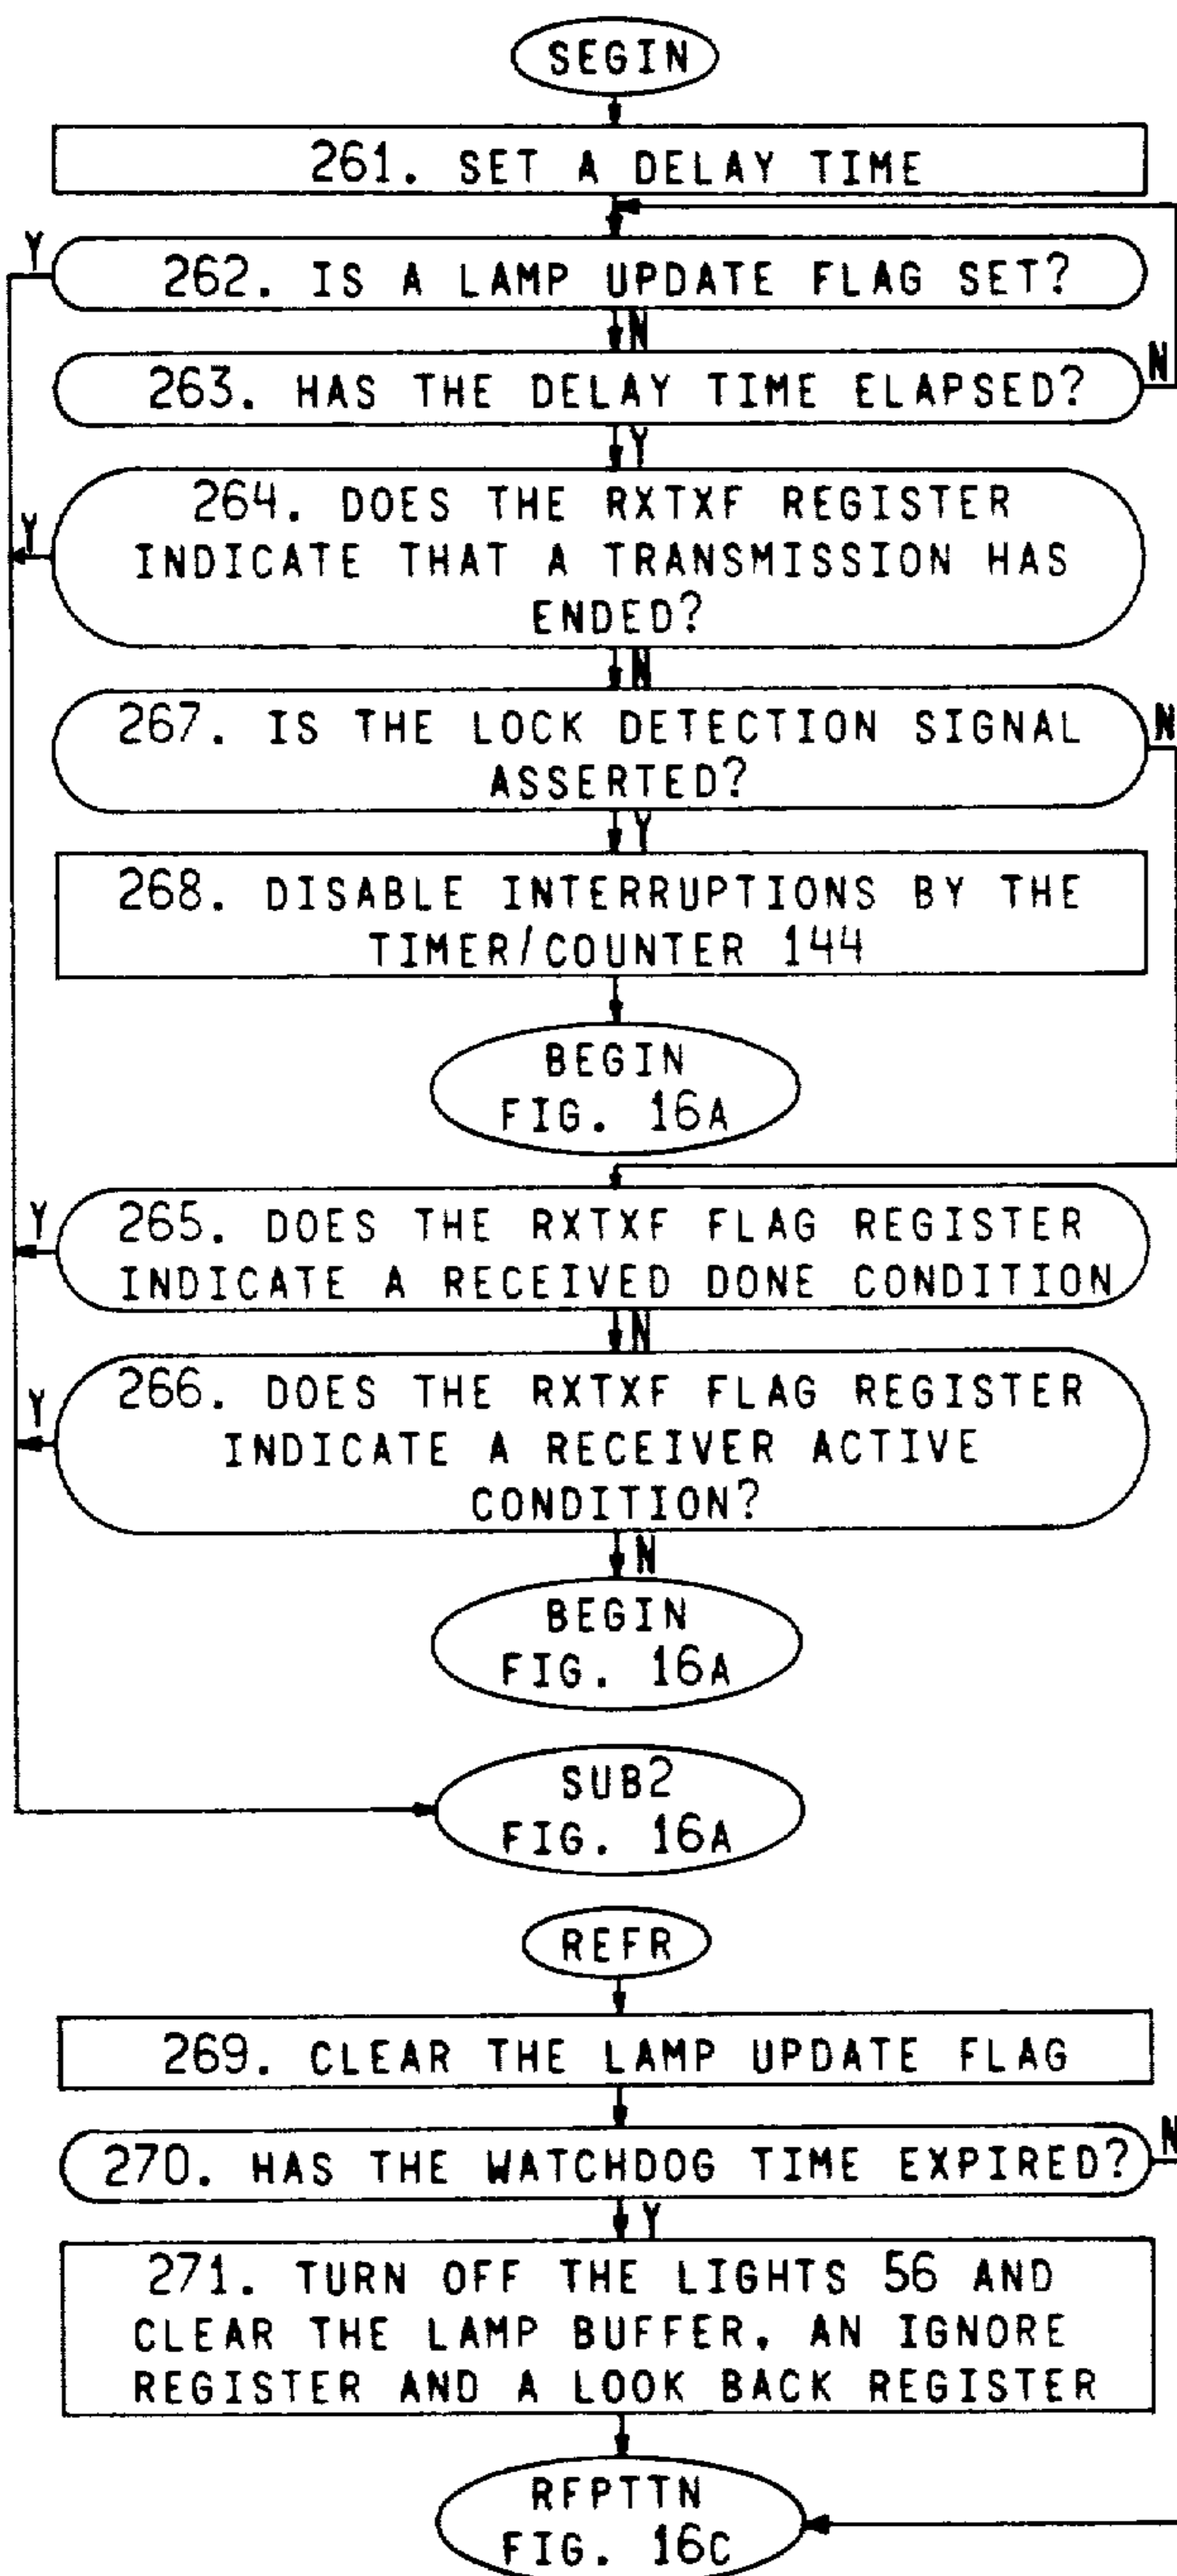 SEGIN
261. SET A DELAY TIME
Y
262. IS A LAMP UPDATE FLAG SET?
N
263. HAS THE DELAY TIME ELAPSED?
N
Y
264. DOES THE RXTXF REGISTER
INDICATE THAT A TRANSMISSION HAS
ENDED?
Y
N
267. IS THE LOCK DETECTION SIGNAL
ASSERTED?
N
Y
268. DISABLE INTERRUPTIONS BY THE
TIMER/COUNTER 144
BEGIN
FIG. 16A
Y
265. DOES THE RXTXF FLAG REGISTER
INDICATE A RECEIVED DONE CONDITION
N
Y
266. DOES THE RXTXF FLAG REGISTER
INDICATE A RECEIVER ACTIVE
CONDITION?
N
BEGIN
FIG. 16A
SUB2
FIG. 16A
REFR
269. CLEAR THE LAMP UPDATE FLAG
270. HAS THE WATCHDOG TIME EXPIRED?
N
Y
271. TURN OFF THE LIGHTS 56 AND
CLEAR THE LAMP BUFFER, AN IGNORE
REGISTER AND A LOOK BACK REGISTER
RFPTTN
FIG. 16C